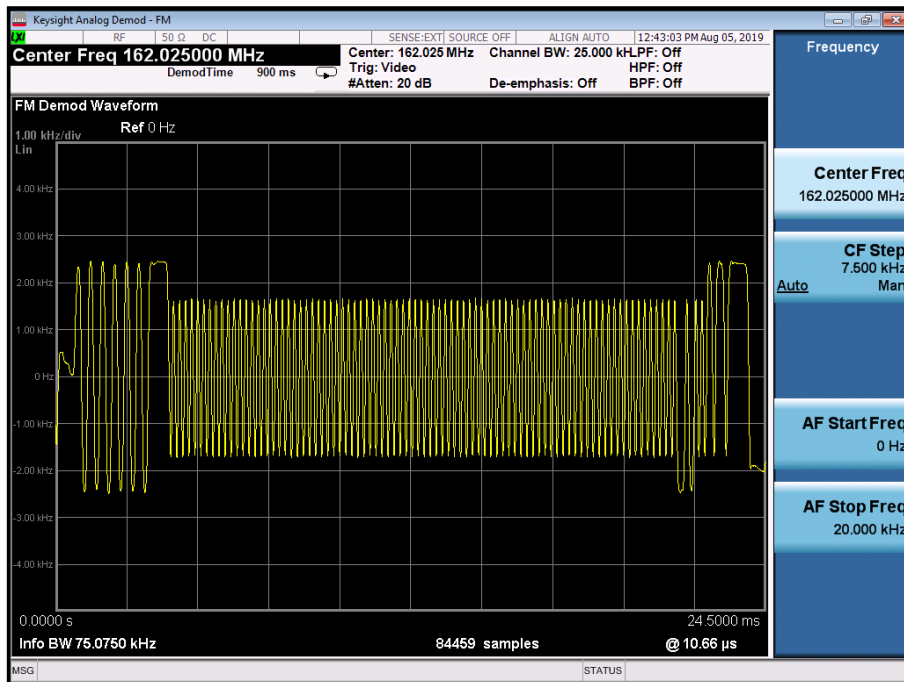 Keysight Analog Demod - FM
LXI RF 50 Ω DC SENSE:EXT SOURCE OFF ALIGN AUTO 12:43:03 PM Aug 05, 2019
Center Freq 162.025000 MHz
DemodTime 900 ms
Center: 162.025 MHz Channel BW: 25.000 kHz LPF: Off
Trig: Video HPF: Off
#Atten: 20 dB De-emphasis: Off BPF: Off
FM Demod Waveform
1.00 kHz/div Ref 0 Hz
Lin
4.00 kHz
3.00 kHz
2.00 kHz
1.00 kHz
0 Hz
-1.00 kHz
-2.00 kHz
-3.00 kHz
-4.00 kHz
0.0000 s 24.5000 ms
Info BW 75.0750 kHz 84459 samples @ 10.66 µs
MSG STATUS
Frequency
Center Freq
162.025000 MHz
CF Step
7.500 kHz
Auto Man
AF Start Freq
0 Hz
AF Stop Freq
20.000 kHz